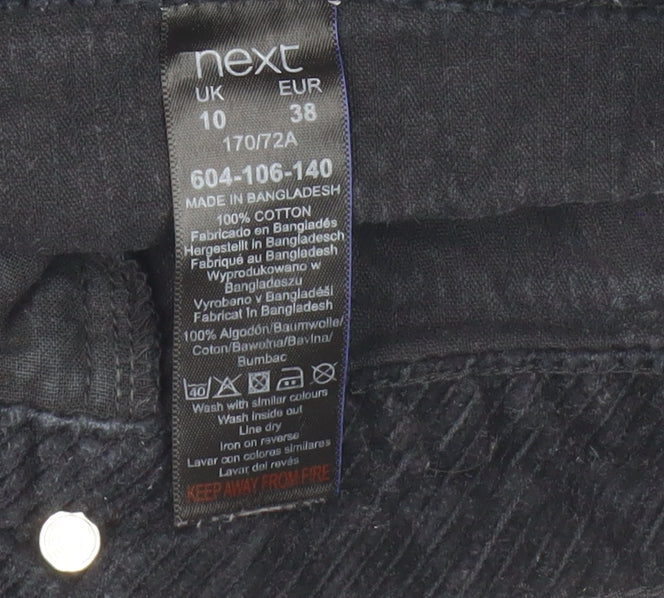 next
UK EUR
10 38
170/72A
604-106-140
MADE IN BANGLADESH
100% COTTON
Fabricado en Bangladés
Hergestellt in Bangladesch
Fabriqué au Bangladesh
Wyprodukowano w
Bangladeszu
Vyrobeno v Bangladéši
Fabricat în Bangladesh
100% Algodón/Baumwolle/
Coton/Bawełna/Bavlna/
Bumbac
40
Wash with similar colours
Wash inside out
Line dry
Iron on reverse
Lavar con colores similares
Lavar del revés
KEEP AWAY FROM FIRE